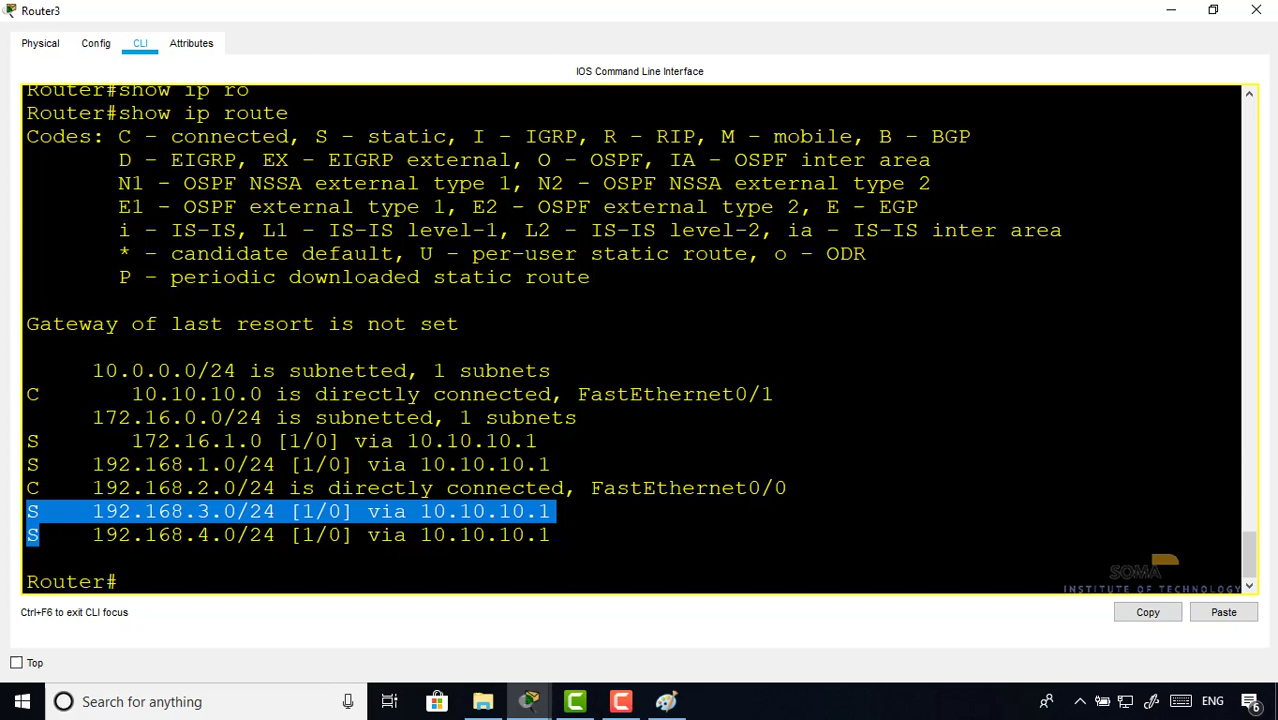 Router3
Physical Config CLI Attributes
IOS Command Line Interface
Router#show ip ro
Router#show ip route
Codes: C - connected, S - static, I - IGRP, R - RIP, M - mobile, B - BGP
D - EIGRP, EX - EIGRP external, O - OSPF, IA - OSPF inter area
N1 - OSPF NSSA external type 1, N2 - OSPF NSSA external type 2
E1 - OSPF external type 1, E2 - OSPF external type 2, E - EGP
i - IS-IS, L1 - IS-IS level-1, L2 - IS-IS level-2, ia - IS-IS inter area
* - candidate default, U - per-user static route, o - ODR
P - periodic downloaded static route
Gateway of last resort is not set
10.0.0.0/24 is subnetted, 1 subnets
C 10.10.10.0 is directly connected, FastEthernet0/1
172.16.0.0/24 is subnetted, 1 subnets
S 172.16.1.0 [1/0] via 10.10.10.1
S 192.168.1.0/24 [1/0] via 10.10.10.1
C 192.168.2.0/24 is directly connected, FastEthernet0/0
S 192.168.3.0/24 [1/0] via 10.10.10.1
S 192.168.4.0/24 [1/0] via 10.10.10.1
Router#
SOMA
INSTITUTE OF TECHNOLOGY
Ctrl+F6 to exit CLI focus
Copy Paste
Top
Search for anything
ENG
6